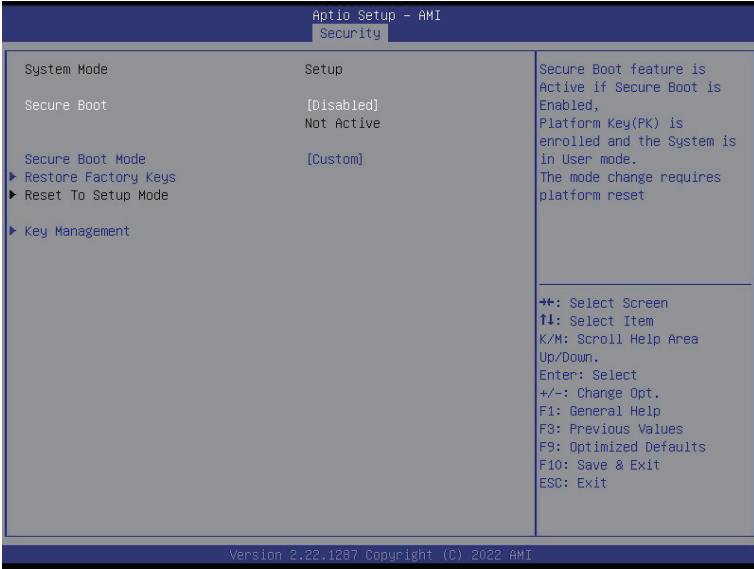 Aptio Setup - AMI
Security
System Mode Setup
Secure Boot [Disabled]
Not Active
Secure Boot Mode [Custom]
▶ Restore Factory Keys
▶ Reset To Setup Mode
▶ Key Management
Secure Boot feature is
Active if Secure Boot is
Enabled,
Platform Key(PK) is
enrolled and the System is
in User mode.
The mode change requires
platform reset
→←: Select Screen
↑↓: Select Item
K/M: Scroll Help Area
Up/Down.
Enter: Select
+/-: Change Opt.
F1: General Help
F3: Previous Values
F9: Optimized Defaults
F10: Save & Exit
ESC: Exit
Version 2.22.1287 Copyright (C) 2022 AMI